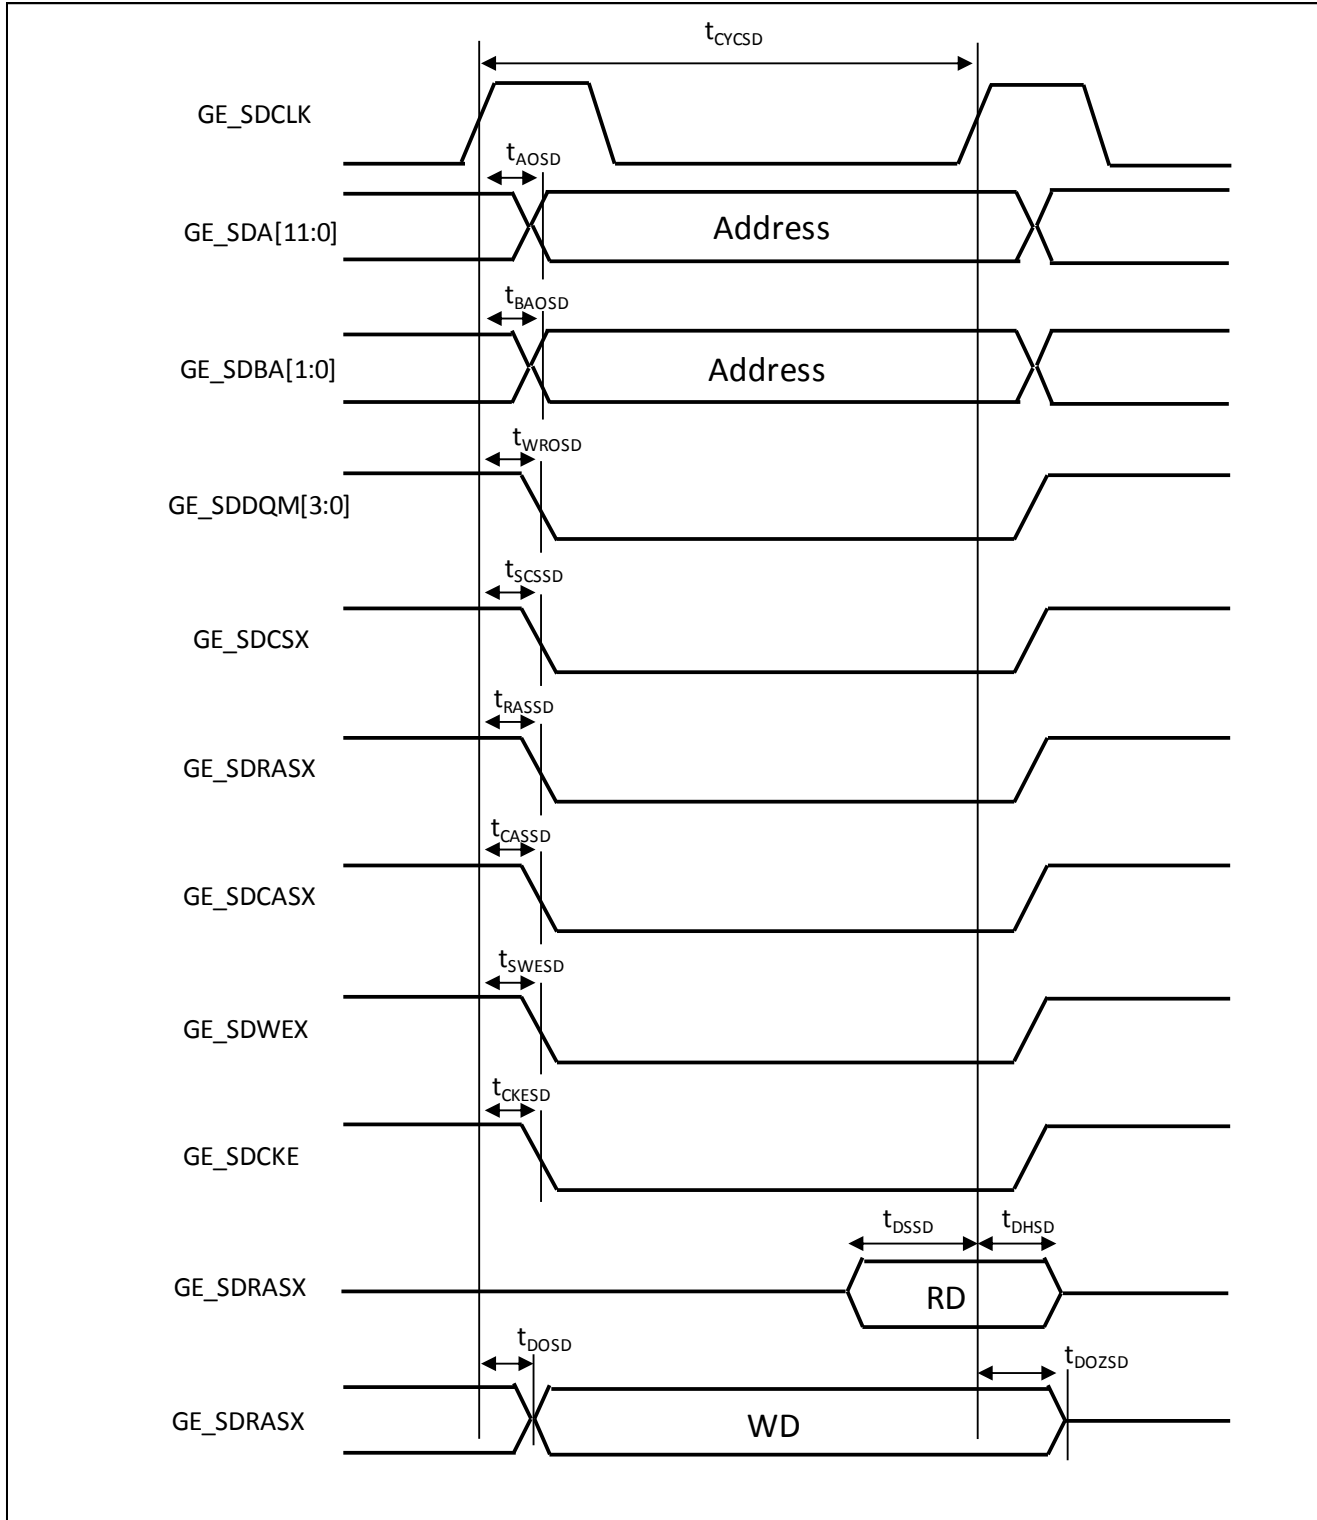 tCYCSD
GE_SDCLK
tAOSD
GE_SDA[11:0]
Address
tBAOSD
GE_SDBA[1:0]
Address
tWROSD
GE_SDDQM[3:0]
tSCSSD
GE_SDCSX
tRASSD
GE_SDRASX
tCASSD
GE_SDCASX
tSWESD
GE_SDWEX
tCKESD
GE_SDCKE
tDSSD tDHSD
GE_SDRASX
RD
tDOSD tDOZSD
GE_SDRASX
WD